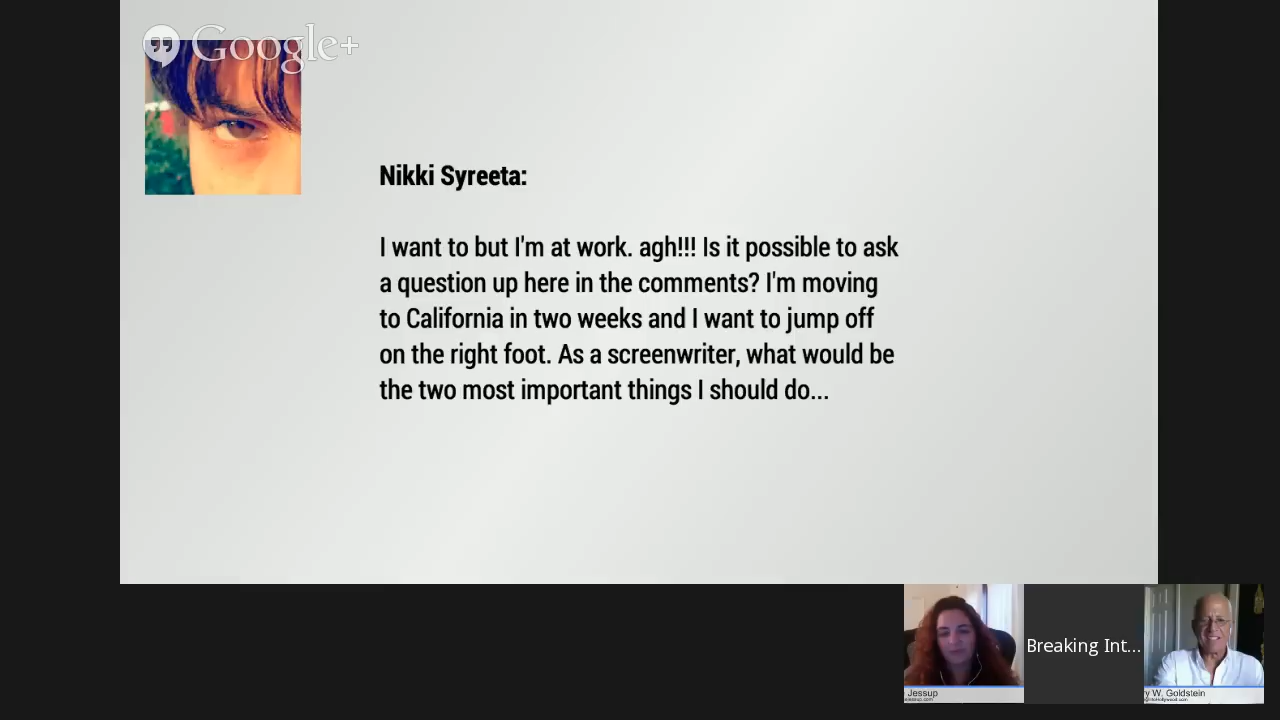 Google+
Nikki Syreeta:
I want to but I'm at work. agh!!! Is it possible to ask
a question up here in the comments? I'm moving
to California in two weeks and I want to jump off
on the right foot. As a screenwriter, what would be
the two most important things I should do...
Breaking Int...
Jessup
y W. Goldstein